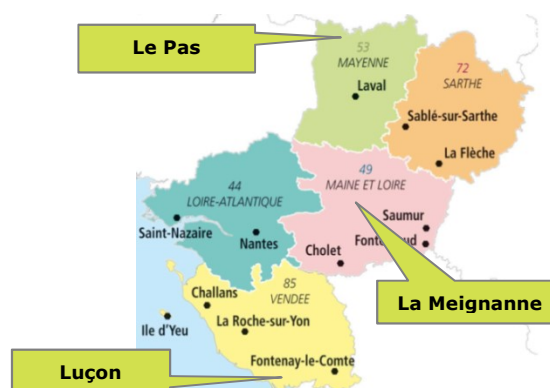 Le Pas
53
MAYENNE
Laval
72
SARTHE
Sablé-sur-Sarthe
La Flèche
44
LOIRE-ATLANTIQUE
49
MAINE ET LOIRE
Saint-Nazaire
Nantes
Saumur
Cholet
La Meignanne
85
VENDEE
Challans
Ile d'Yeu
La Roche-sur-Yon
Fontenay-le-Comte
Luçon